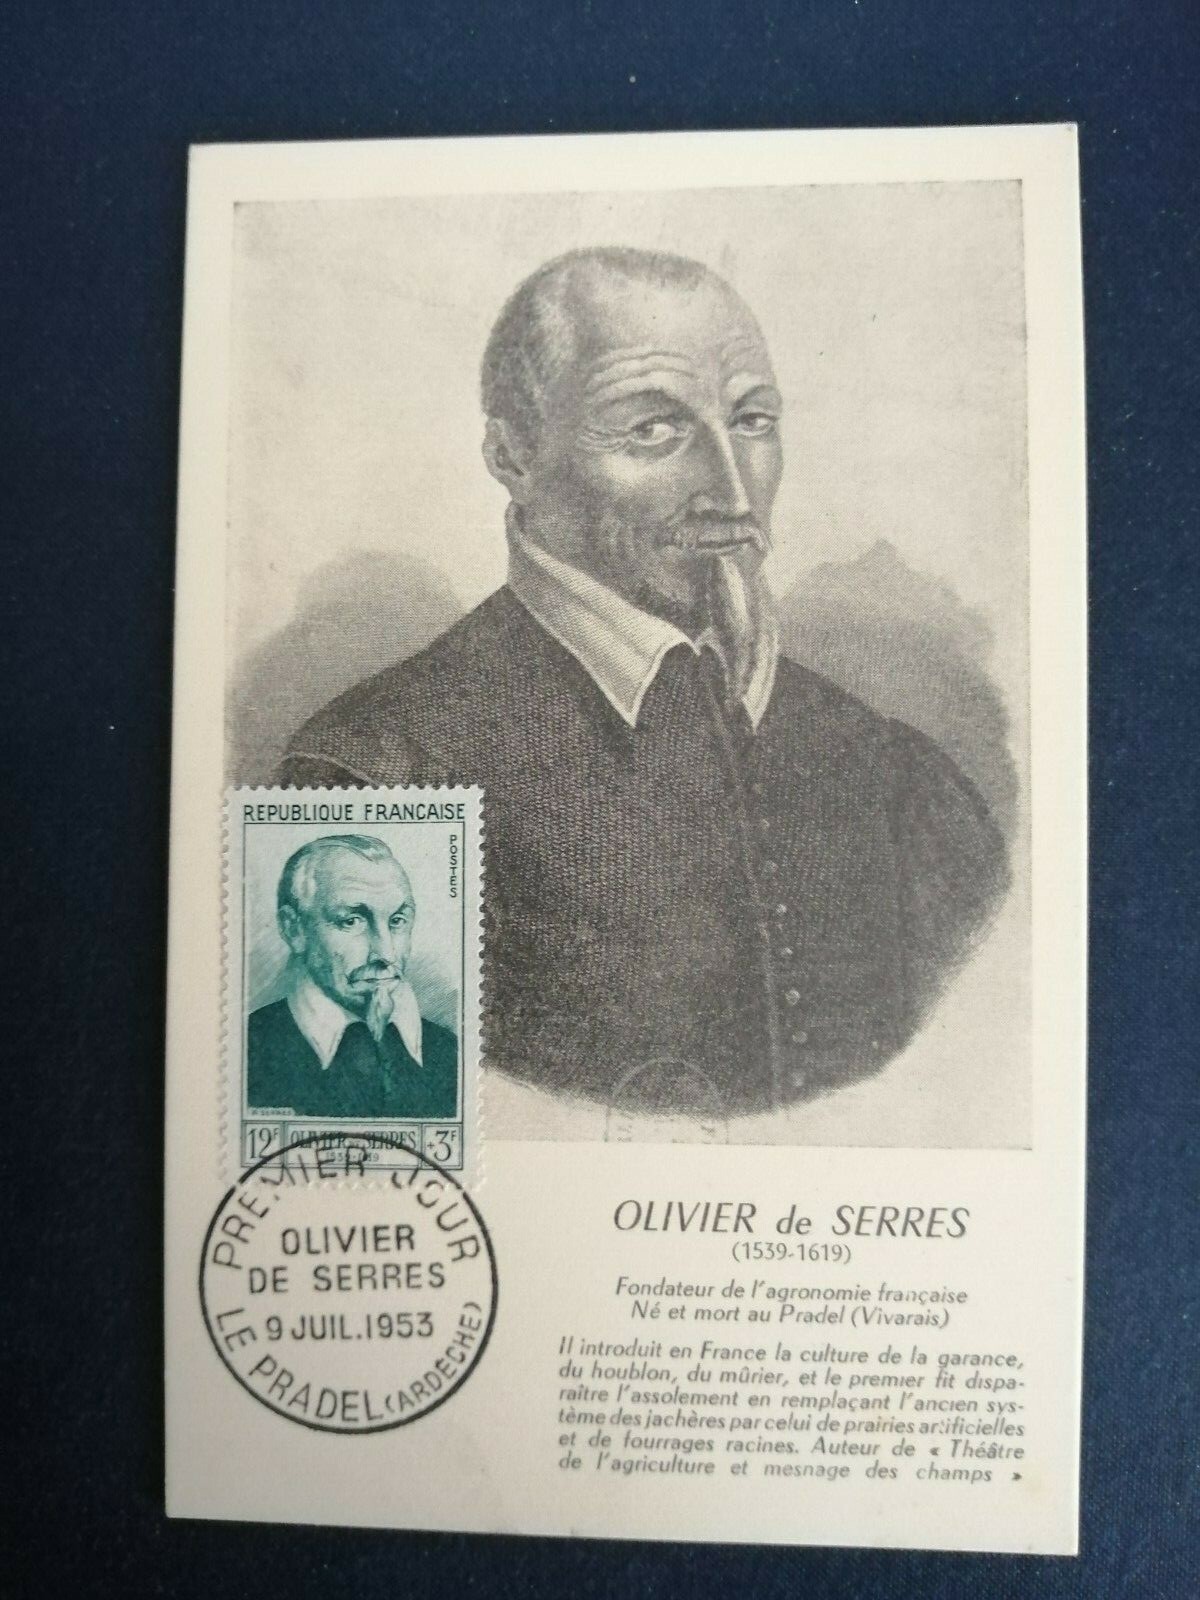 REPUBLIQUE FRANCAISE
POSTES
P. SERRES
12F
OLIVIER DE SERRES
1539-1619
+3F
PREMIER JOUR
OLIVIER
DE SERRES
9 JUIL.1953
LE PRADEL (ARDÈCHE)
OLIVIER de SERRES
(1539-1619)
Fondateur de l'agronomie française
Né et mort au Pradel (Vivarais)
Il introduit en France la culture de la garance,
du houblon, du mûrier, et le premier fit dispa-
raître l'assolement en remplaçant l'ancien sys-
tème des jachères par celui de prairies artificielles
et de fourrages racines. Auteur de « Théâtre
de l'agriculture et mesnage des champs »